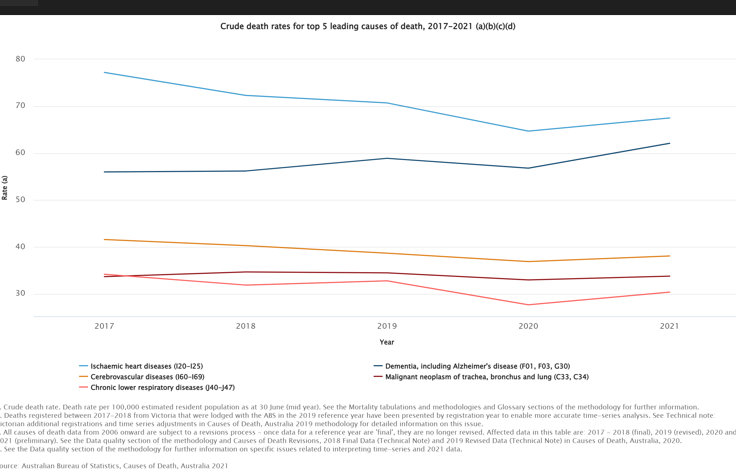 Crude death rates for top 5 leading causes of death, 2017-2021 (a)(b)(c)(d)
80
70
60
50
40
30
Rate (a)
2017 2018 2019 2020 2021
Year
Ischaemic heart diseases (I20-I25) Dementia, including Alzheimer's disease (F01, F03, G30)
Cerebrovascular diseases (I60-I69) Malignant neoplasm of trachea, bronchus and lung (C33, C34)
Chronic lower respiratory diseases (J40-J47)
. Crude death rate. Death rate per 100,000 estimated resident population as at 30 June (mid year). See the Mortality tabulations and methodologies and Glossary sections of the methodology for further information.
. Deaths registered between 2017-2018 from Victoria that were lodged with the ABS in the 2019 reference year have been presented by registration year to enable more accurate time-series analysis. See Technical note
ictorian additional registrations and time series adjustments in Causes of Death, Australia 2019 methodology for detailed information on this issue.
. All causes of death data from 2006 onward are subject to a revisions process - once data for a reference year are 'final', they are no longer revised. Affected data in this table are: 2017 - 2018 (final), 2019 (revised), 2020 and
021 (preliminary). See the Data quality section of the methodology and Causes of Death Revisions, 2018 Final Data (Technical Note) and 2019 Revised Data (Technical Note) in Causes of Death, Australia, 2020.
. See the Data quality section of the methodology for further information on specific issues related to interpreting time-series and 2021 data.
ource: Australian Bureau of Statistics, Causes of Death, Australia 2021